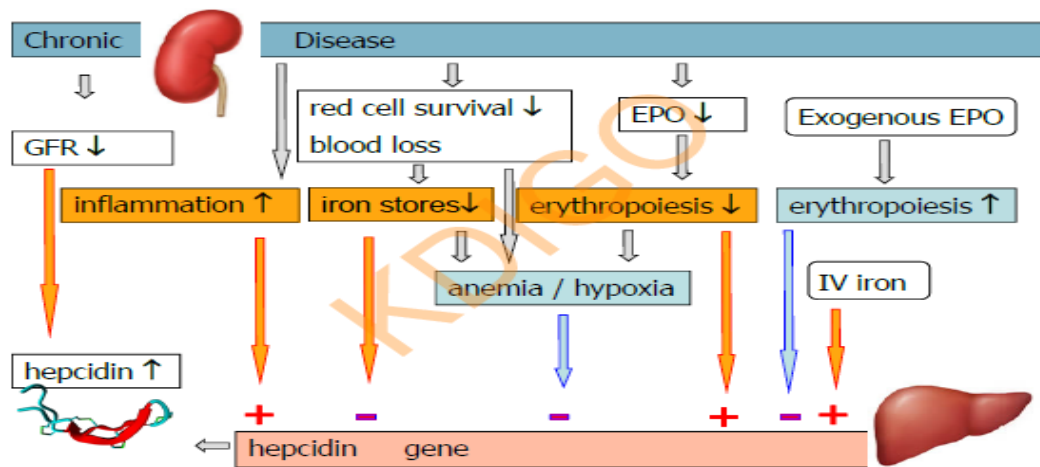 Chronic Disease
red cell survival ↓
blood loss
EPO ↓
Exogenous EPO
GFR ↓
inflammation ↑
iron stores↓
erythropoiesis ↓
erythropoiesis ↑
anemia / hypoxia
IV iron
hepcidin ↑
+ - - + - +
hepcidin gene
KDIGO